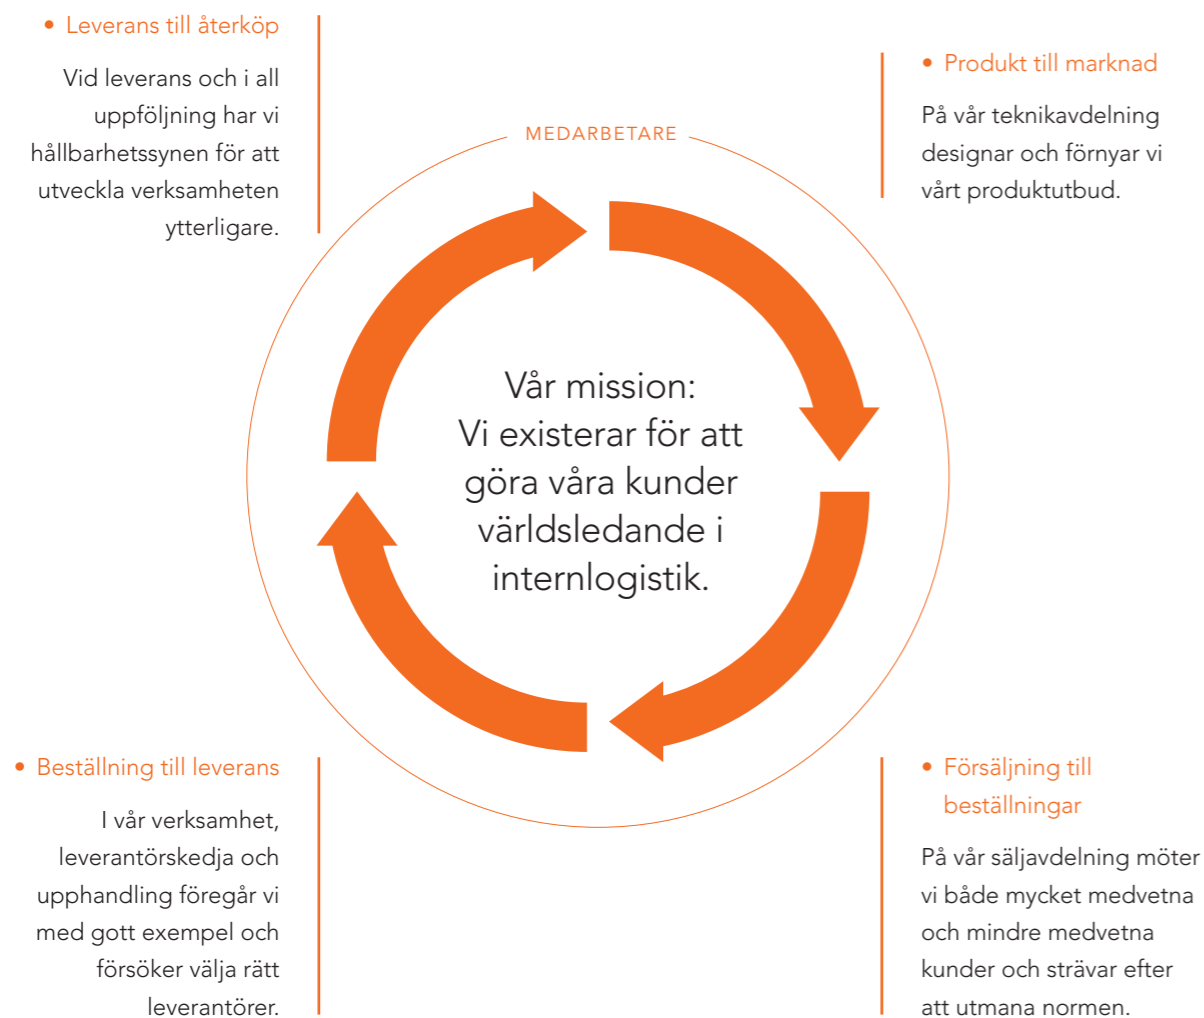 • Leverans till återköp
Vid leverans och i all
uppföljning har vi
hållbarhetssynen för att
utveckla verksamheten
ytterligare.
• Produkt till marknad
På vår teknikavdelning
designar och förnyar vi
vårt produktutbud.
MEDARBETARE
Vår mission:
Vi existerar för att
göra våra kunder
världsledande i
internlogistik.
• Beställning till leverans
I vår verksamhet,
leverantörskedja och
upphandling föregår vi
med gott exempel och
försöker välja rätt
leverantörer.
• Försäljning till
beställningar
På vår säljavdelning möter
vi både mycket medvetna
och mindre medvetna
kunder och strävar efter
att utmana normen.